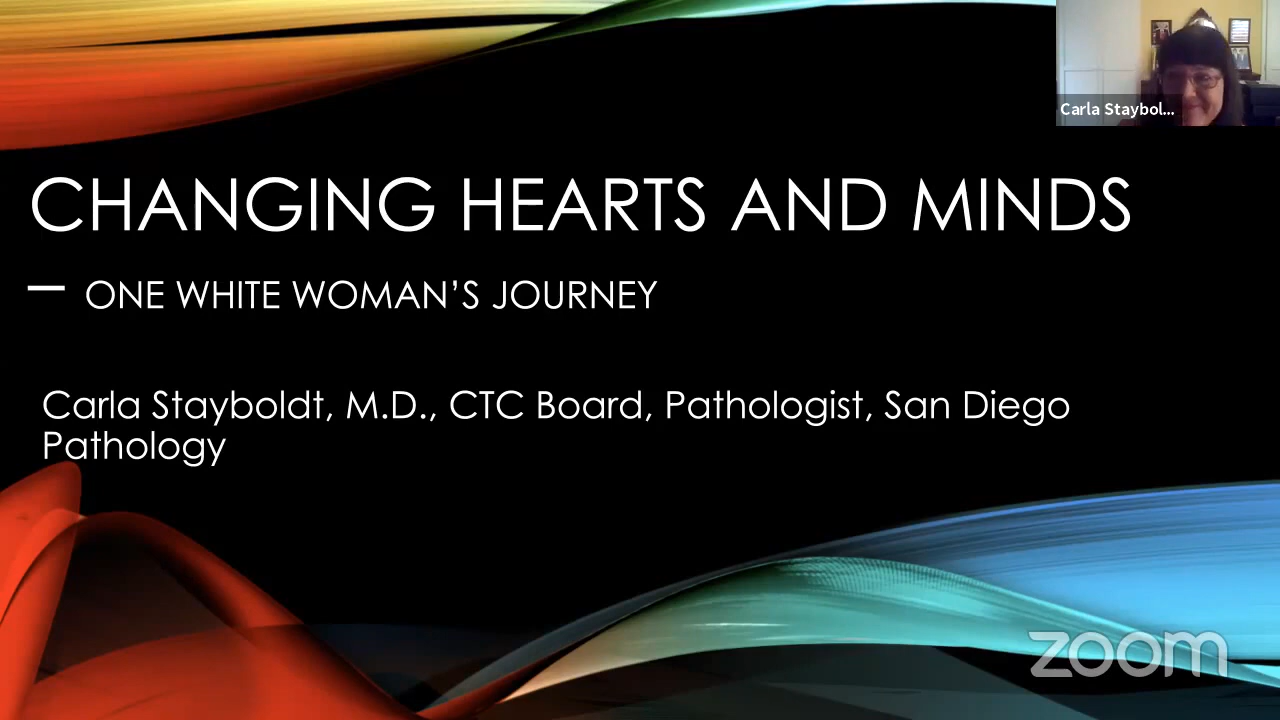 Carla Staybol...
CHANGING HEARTS AND MINDS
– ONE WHITE WOMAN'S JOURNEY
Carla Stayboldt, M.D., CTC Board, Pathologist, San Diego
Pathology
zoom